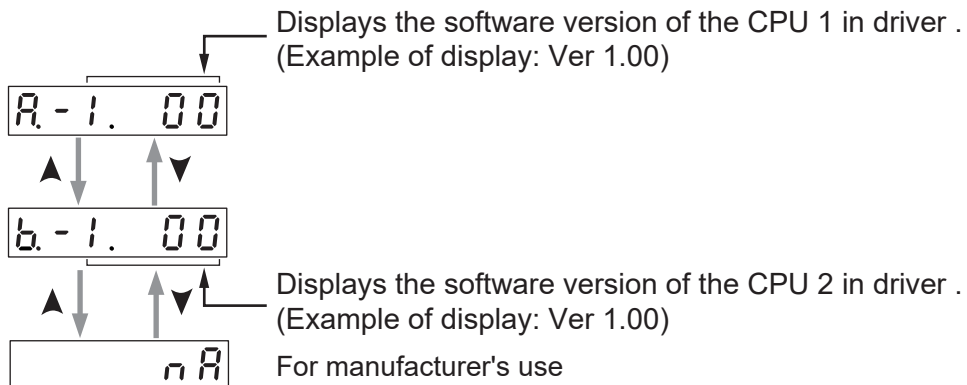 Displays the software version of the CPU 1 in driver .
(Example of display: Ver 1.00)
A.-1. 00
b.-1. 00
Displays the software version of the CPU 2 in driver .
(Example of display: Ver 1.00)
nA For manufacturer's use